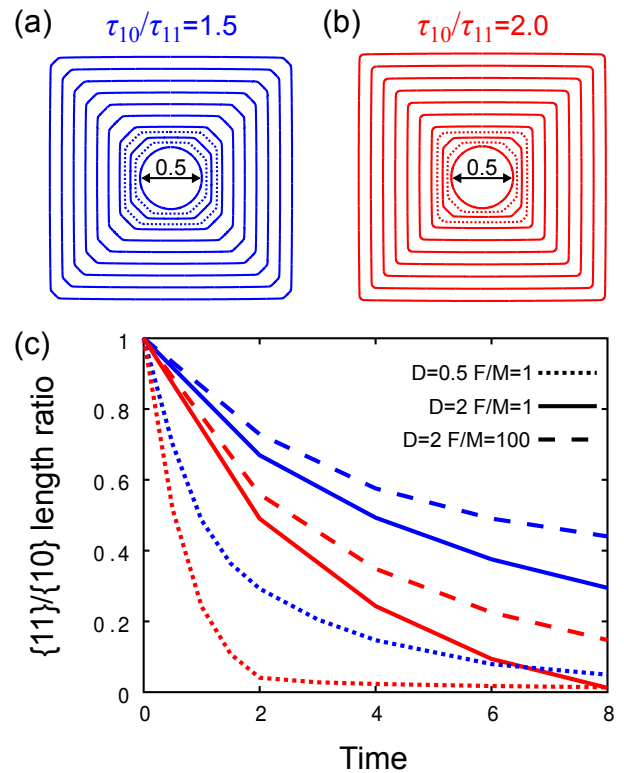 (a) τ10/τ11=1.5
(b) τ10/τ11=2.0
0.5
0.5
(c)
1
0.8
0.6
0.4
0.2
0
{11}/{10} length ratio
D=0.5 F/M=1
D=2 F/M=1
D=2 F/M=100
0 2 4 6 8
Time